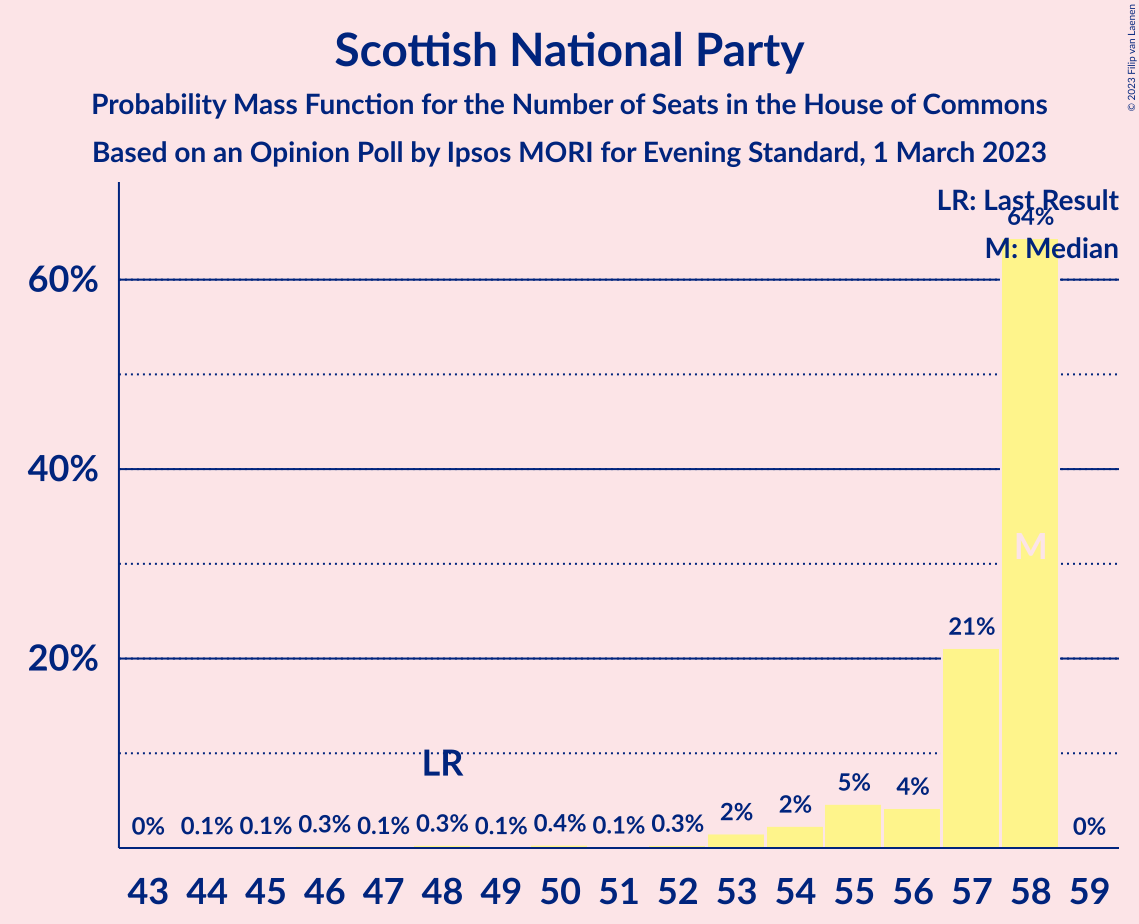 Scottish National Party
Probability Mass Function for the Number of Seats in the House of Commons
Based on an Opinion Poll by Ipsos MORI for Evening Standard, 1 March 2023
© 2023 Filip van Laenen
LR: Last Result
64%
M: Median
60%
40%
M
21%
20%
LR
0% 0.1% 0.1% 0.3% 0.1% 0.3% 0.1% 0.4% 0.1% 0.3% 2% 2% 5% 4% 0%
43 44 45 46 47 48 49 50 51 52 53 54 55 56 57 58 59